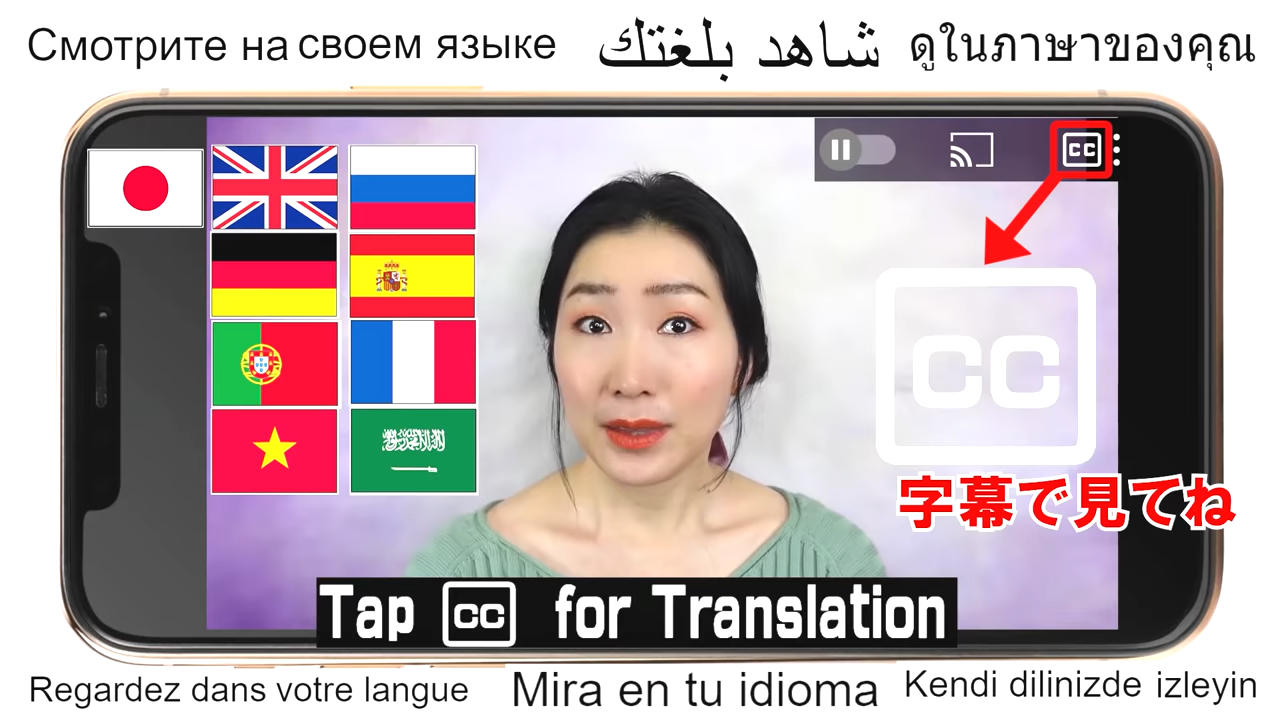 Смотрите на своем языке
شاهد بلغتك
ดูในภาษาของคุณ
CC
CC
字幕で見てね
Tap CC for Translation
Regardez dans votre langue
Mira en tu idioma
Kendi dilinizde izleyin